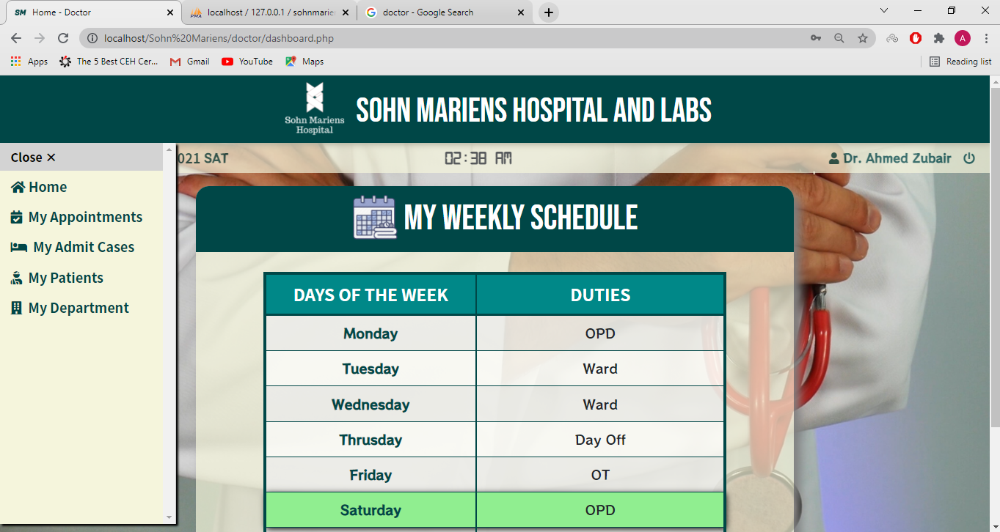 SM Home - Doctor
PMA localhost / 127.0.0.1 / sohnmarie
G doctor - Google Search
localhost/Sohn%20Mariens/doctor/dashboard.php
A
Apps
The 5 Best CEH Cer...
Gmail
YouTube
Maps
Reading list
Sohn Mariens
Hospital
SOHN MARIENS HOSPITAL AND LABS
Close ✕
021 SAT
02:38 AM
Dr. Ahmed Zubair
Home
My Appointments
My Admit Cases
My Patients
My Department
MY WEEKLY SCHEDULE
DAYS OF THE WEEK DUTIES
Monday OPD
Tuesday Ward
Wednesday Ward
Thrusday Day Off
Friday OT
Saturday OPD